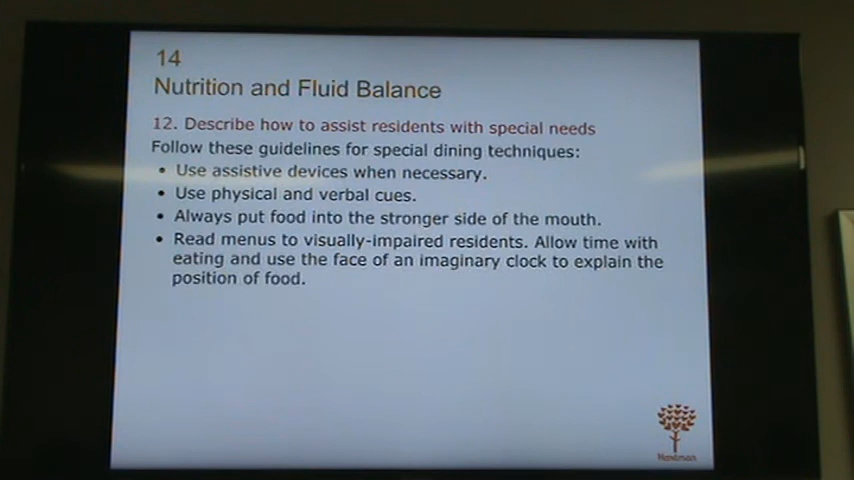 14
Nutrition and Fluid Balance
12. Describe how to assist residents with special needs
Follow these guidelines for special dining techniques:
• Use assistive devices when necessary.
• Use physical and verbal cues.
• Always put food into the stronger side of the mouth.
• Read menus to visually-impaired residents. Allow time with
eating and use the face of an imaginary clock to explain the
position of food.
Hartman